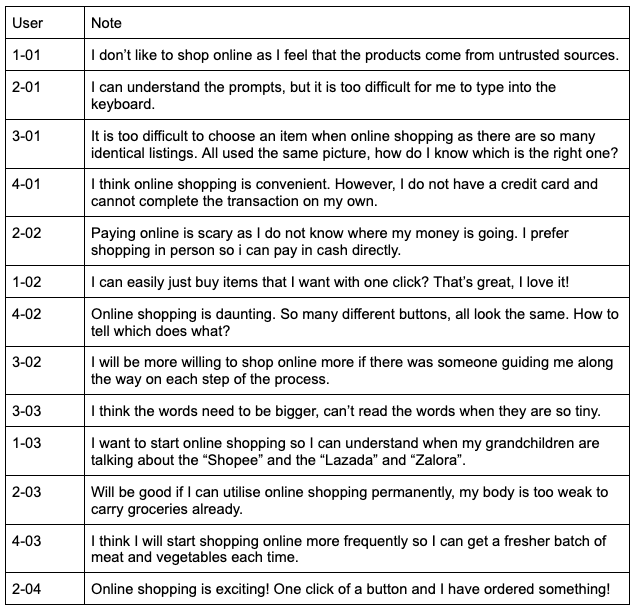 User Note
1-01 I don’t like to shop online as I feel that the products come from untrusted sources.
2-01 I can understand the prompts, but it is too difficult for me to type into the
keyboard.
3-01 It is too difficult to choose an item when online shopping as there are so many
identical listings. All used the same picture, how do I know which is the right one?
4-01 I think online shopping is convenient. However, I do not have a credit card and
cannot complete the transaction on my own.
2-02 Paying online is scary as I do not know where my money is going. I prefer
shopping in person so i can pay in cash directly.
1-02 I can easily just buy items that I want with one click? That’s great, I love it!
4-02 Online shopping is daunting. So many different buttons, all look the same. How to
tell which does what?
3-02 I will be more willing to shop online more if there was someone guiding me along
the way on each step of the process.
3-03 I think the words need to be bigger, can’t read the words when they are so tiny.
1-03 I want to start online shopping so I can understand when my grandchildren are
talking about the “Shopee” and the “Lazada” and “Zalora”.
2-03 Will be good if I can utilise online shopping permanently, my body is too weak to
carry groceries already.
4-03 I think I will start shopping online more frequently so I can get a fresher batch of
meat and vegetables each time.
2-04 Online shopping is exciting! One click of a button and I have ordered something!